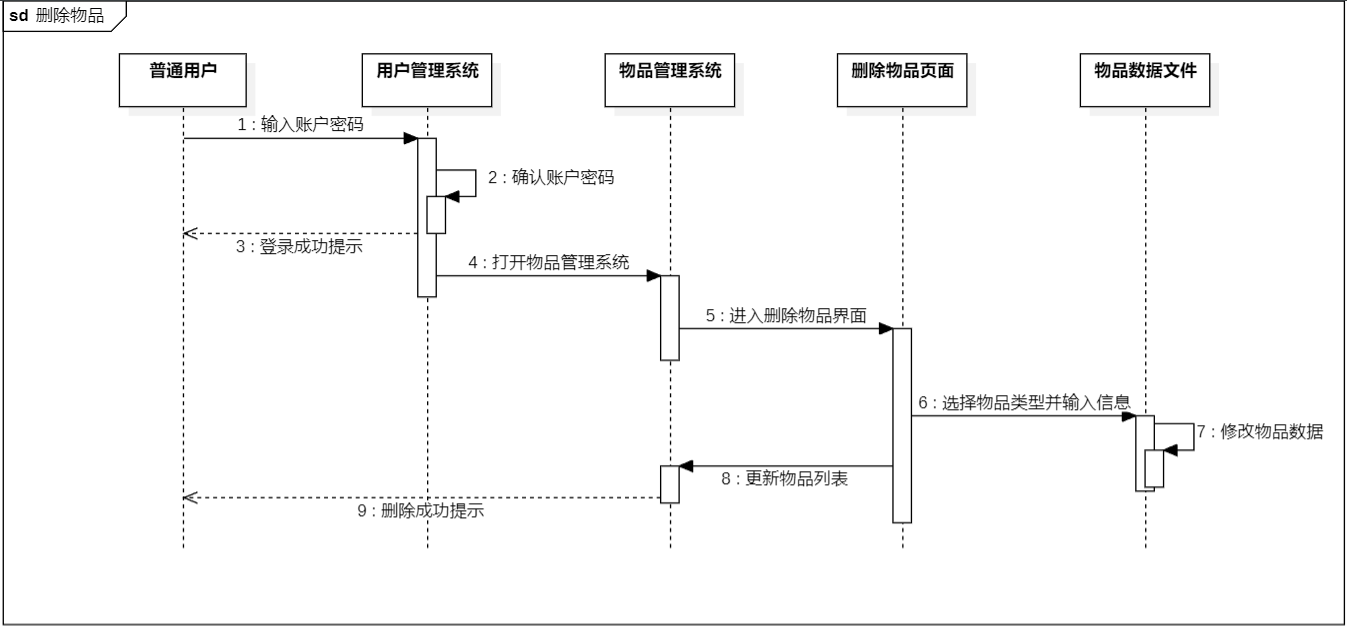 sd 删除物品
普通用户
用户管理系统
物品管理系统
删除物品页面
物品数据文件
1 : 输入账户密码
2 : 确认账户密码
3 : 登录成功提示
4 : 打开物品管理系统
5 : 进入删除物品界面
6 : 选择物品类型并输入信息
7 : 修改物品数据
8 : 更新物品列表
9 : 删除成功提示